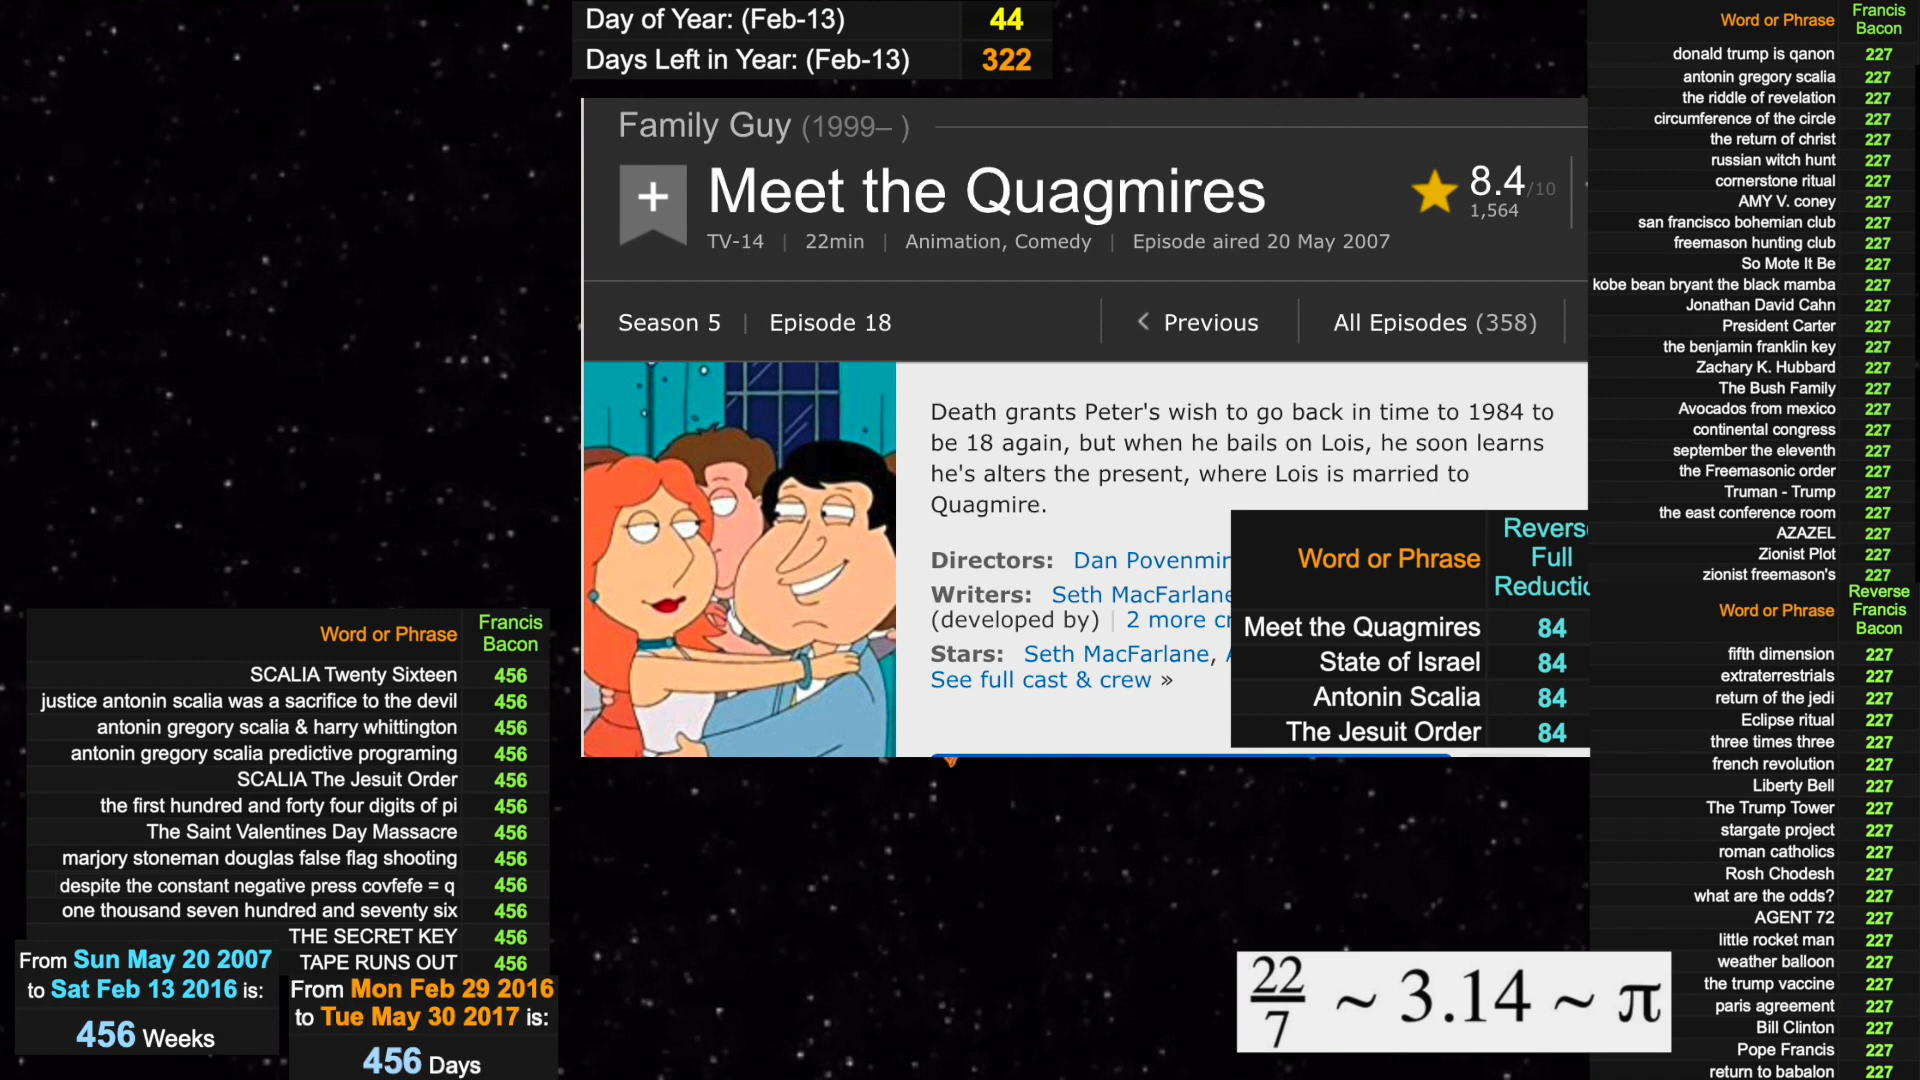 Day of Year: (Feb-13) 44
Days Left in Year: (Feb-13) 322
Family Guy (1999– )
+ Meet the Quagmires
8.4/10
1,564
TV-14 | 22min | Animation, Comedy | Episode aired 20 May 2007
Season 5 | Episode 18
< Previous
All Episodes (358)
Death grants Peter's wish to go back in time to 1984 to
be 18 again, but when he bails on Lois, he soon learns
he's alters the present, where Lois is married to
Quagmire.
Directors: Dan
Writers: Seth MacFarlane
(developed by) | 2 more
Stars: Seth MacFarlane,
See full cast & crew »
Word or Phrase
Full
Meet the Quagmires 84
State of Israel 84
Antonin Scalia 84
The Jesuit Order 84
Word or Phrase Francis Bacon
SCALIA Twenty Sixteen 456
justice antonin scalia was a sacrifice to the devil 456
antonin gregory scalia & harry whittington 456
antonin gregory scalia predictive programing 456
SCALIA The Jesuit Order 456
the first hundred and forty four digits of pi 456
The Saint Valentines Day Massacre 456
marjory stoneman douglas false flag shooting 456
despite the constant negative press covfefe = q 456
one thousand seven hundred and seventy six 456
THE SECRET KEY 456
TAPE RUNS OUT 456
From Sun May 20 2007
to Sat Feb 13 2016 is:
456 Weeks
From Mon Feb 29 2016
to Tue May 30 2017 is:
456 Days
22/7 ~ 3.14 ~ π
Word or Phrase Francis Bacon
donald trump is qanon 227
antonin gregory scalia 227
the riddle of revelation 227
circumference of the circle 227
the return of christ 227
russian witch hunt 227
cornerstone ritual 227
AMY V. coney 227
san francisco bohemian club 227
freemason hunting club 227
So Mote It Be 227
kobe bean bryant the black mamba 227
Jonathan David Cahn 227
President Carter 227
the benjamin franklin key 227
Zachary K. Hubbard 227
The Bush Family 227
Avocados from mexico 227
continental congress 227
september the eleventh 227
the Freemasonic order 227
Truman - Trump 227
the east conference room 227
AZAZEL 227
Zionist Plot 227
zionist freemason's 227
Word or Phrase Reverse Francis Bacon
fifth dimension 227
extraterrestrials 227
return of the jedi 227
Eclipse ritual 227
three times three 227
french revolution 227
Liberty Bell 227
The Trump Tower 227
stargate project 227
roman catholics 227
Rosh Chodesh 227
what are the odds? 227
AGENT 72 227
little rocket man 227
weather balloon 227
the trump vaccine 227
paris agreement 227
Bill Clinton 227
Pope Francis 227
return to babalon 227